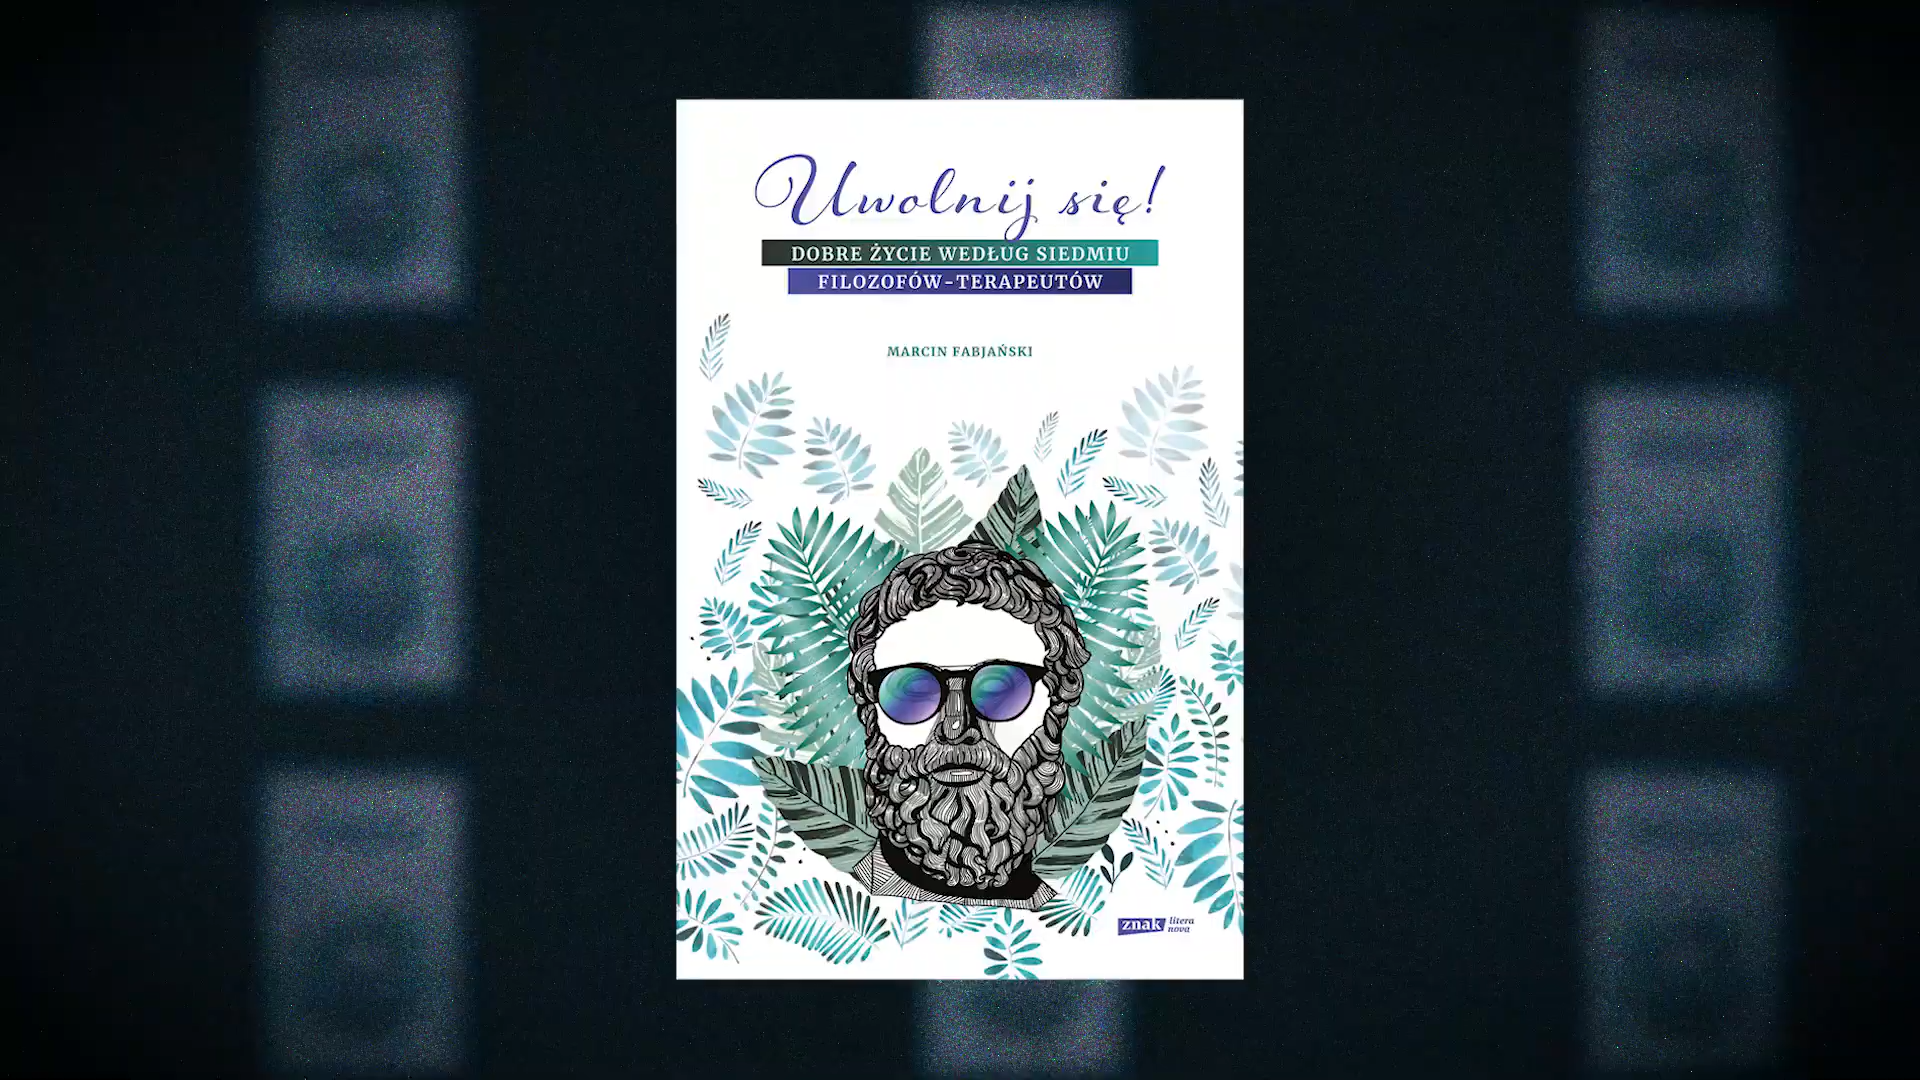 Uwolnij się!
DOBRE ŻYCIE WEDŁUG SIEDMIU
FILOZOFÓW-TERAPEUTÓW
MARCIN FABJAŃSKI
znak litera
nova